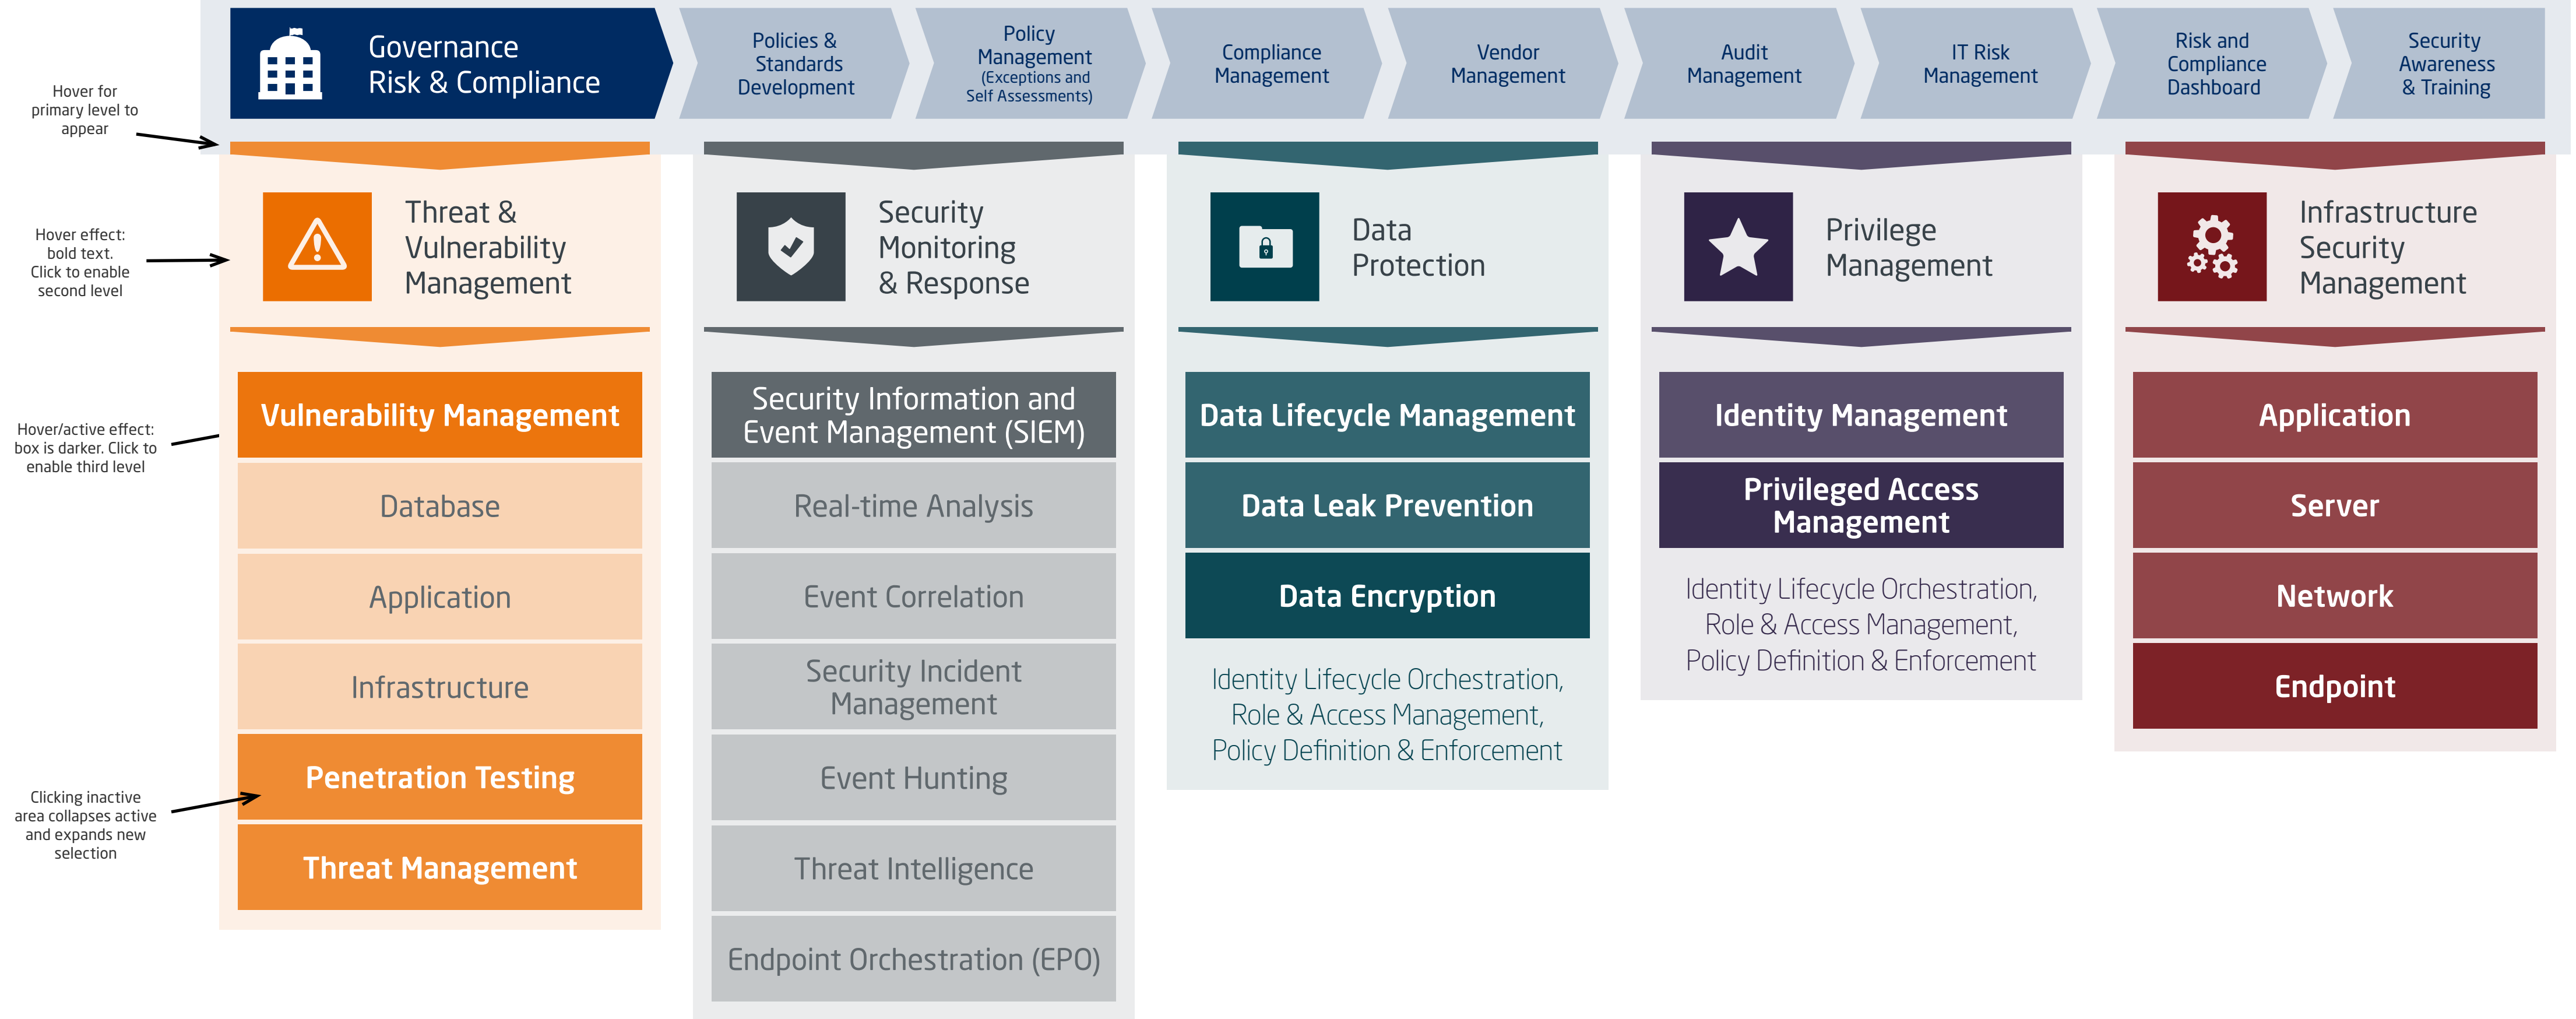 Governance
Risk & Compliance
Policies &
Standards
Development
Policy
Management
(Exceptions and
Self Assessments)
Compliance
Management
Vendor
Management
Audit
Management
IT Risk
Management
Risk and
Compliance
Dashboard
Security
Awareness
& Training
Hover for
primary level to
appear
Hover effect:
bold text.
Click to enable
second level
Hover/active effect:
box is darker. Click to
enable third level
Clicking inactive
area collapses active
and expands new
selection
Threat &
Vulnerability
Management
Vulnerability Management
Database
Application
Infrastructure
Penetration Testing
Threat Management
Security
Monitoring
& Response
Security Information and
Event Management (SIEM)
Real-time Analysis
Event Correlation
Security Incident
Management
Event Hunting
Threat Intelligence
Endpoint Orchestration (EPO)
Data
Protection
Data Lifecycle Management
Data Leak Prevention
Data Encryption
Identity Lifecycle Orchestration,
Role & Access Management,
Policy Definition & Enforcement
Privilege
Management
Identity Management
Privileged Access
Management
Identity Lifecycle Orchestration,
Role & Access Management,
Policy Definition & Enforcement
Infrastructure
Security
Management
Application
Server
Network
Endpoint